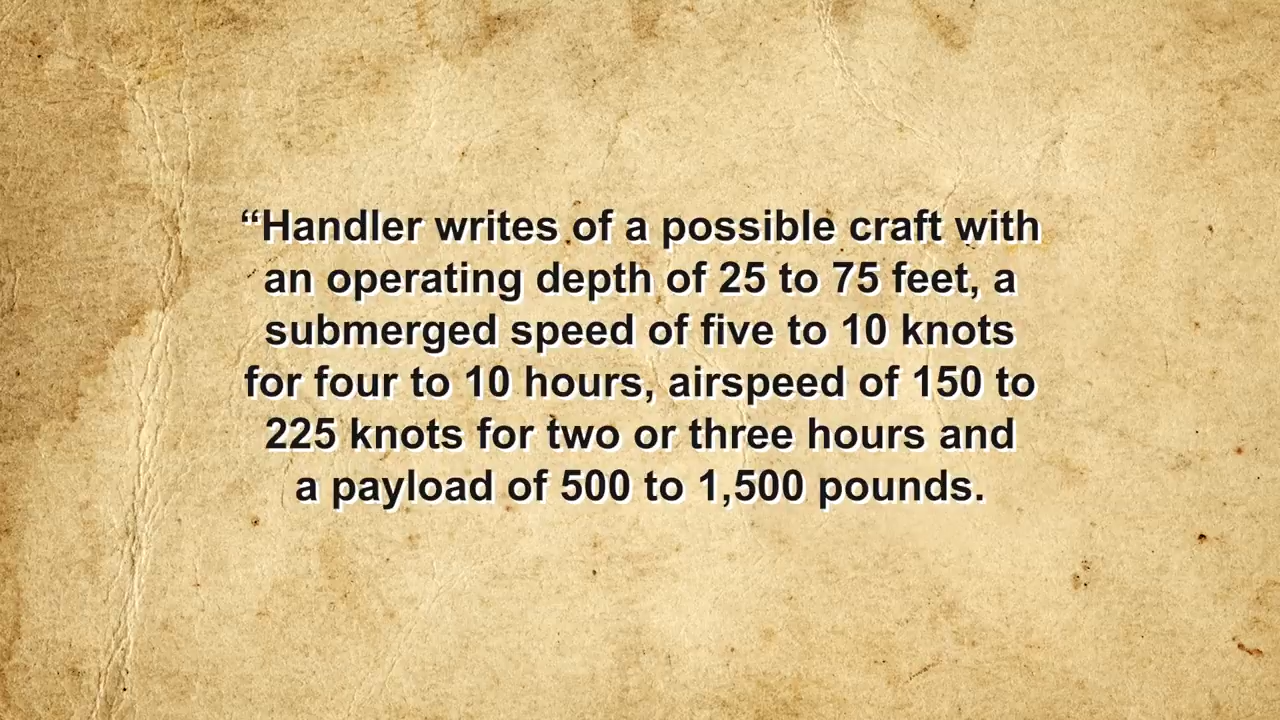 “Handler writes of a possible craft with
an operating depth of 25 to 75 feet, a
submerged speed of five to 10 knots
for four to 10 hours, airspeed of 150 to
225 knots for two or three hours and
a payload of 500 to 1,500 pounds.